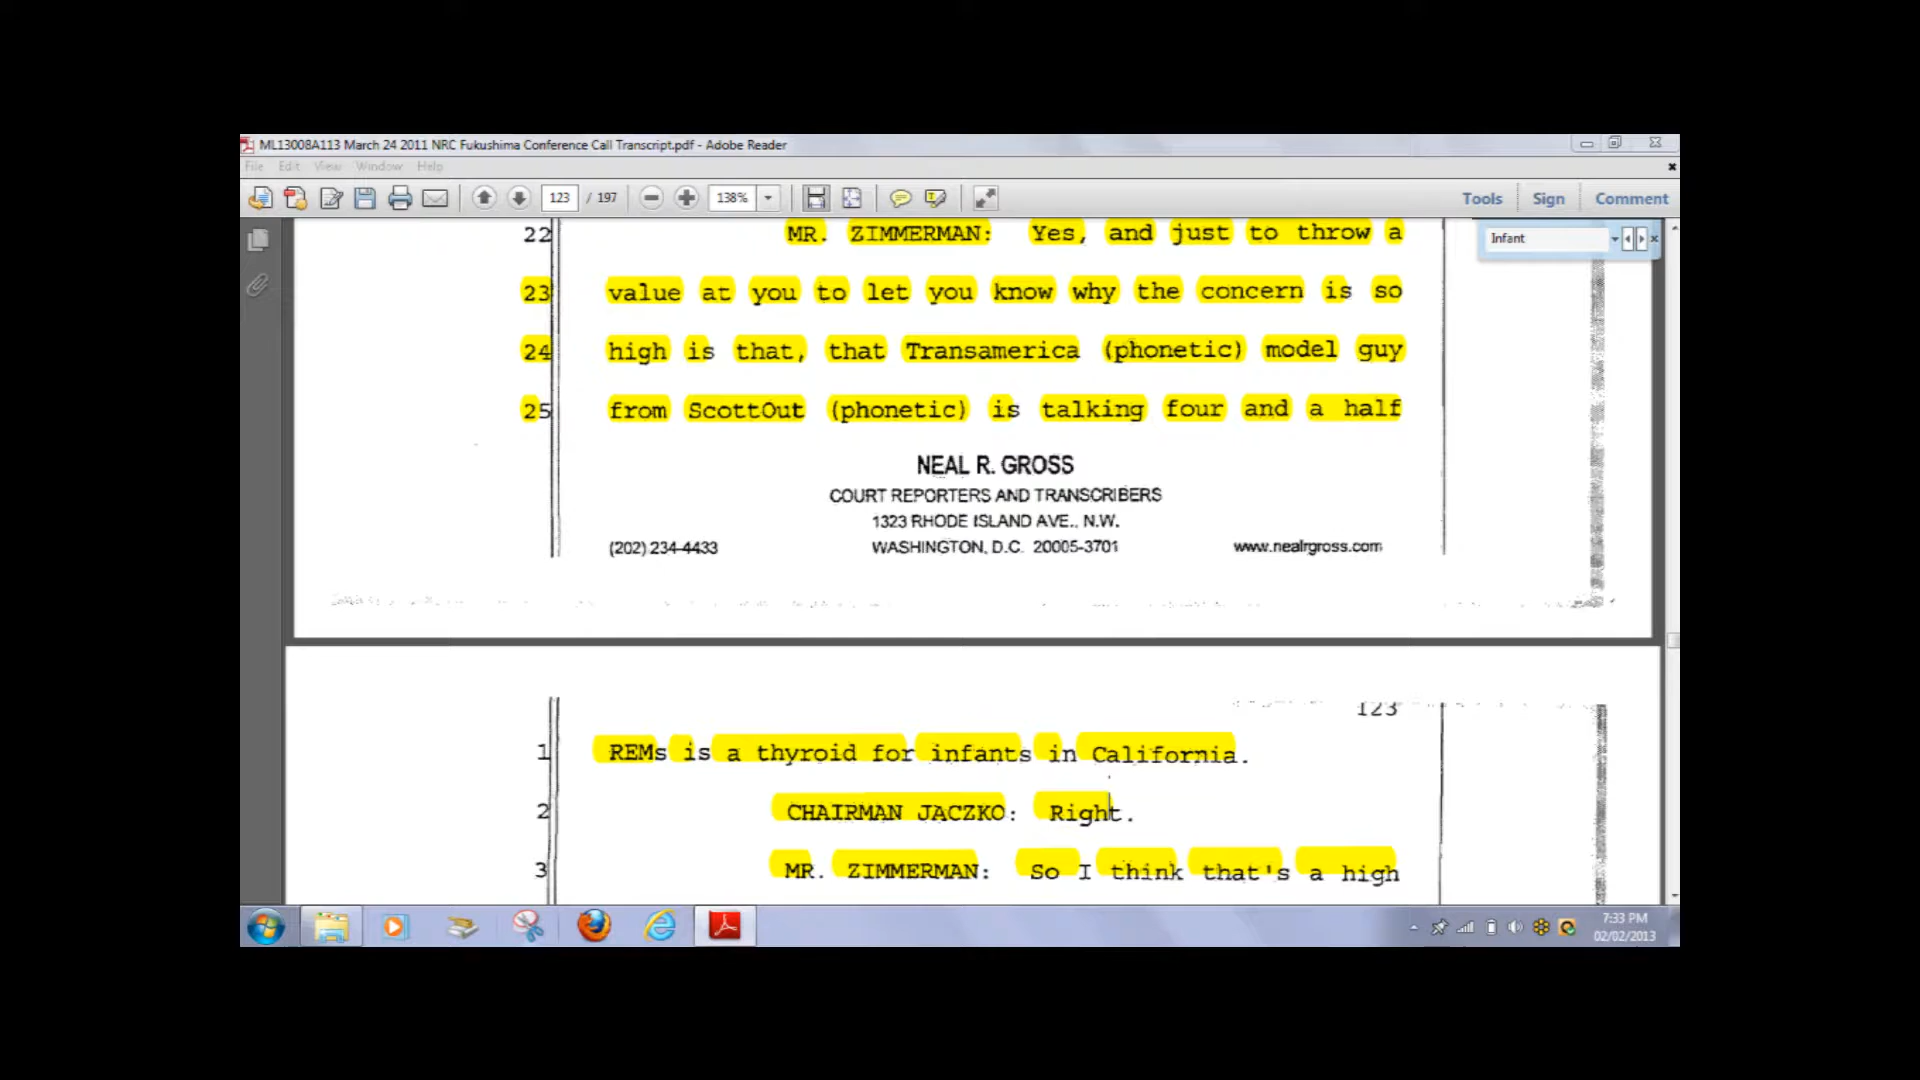 ML13008A113 March 24 2011 NRC Fukushima Conference Call Transcript.pdf - Adobe Reader
File Edit View Window Help
123 / 197 138% Tools Sign Comment
Infant
22 MR. ZIMMERMAN: Yes, and just to throw a
23 value at you to let you know why the concern is so
24 high is that, that Transamerica (phonetic) model guy
25 from ScottOut (phonetic) is talking four and a half
NEAL R. GROSS
COURT REPORTERS AND TRANSCRIBERS
1323 RHODE ISLAND AVE., N.W.
(202) 234-4433 WASHINGTON, D.C. 20005-3701 www.nealrgross.com
123
1 REMs is a thyroid for infants in California.
2 CHAIRMAN JACZKO: Right.
3 MR. ZIMMERMAN: So I think that's a high
7:33 PM
02/02/2013